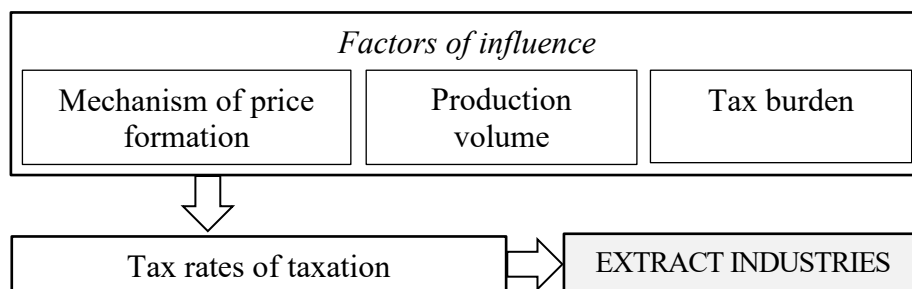 Factors of influence
Mechanism of price
formation
Production
volume
Tax burden
Tax rates of taxation
EXTRACT INDUSTRIES